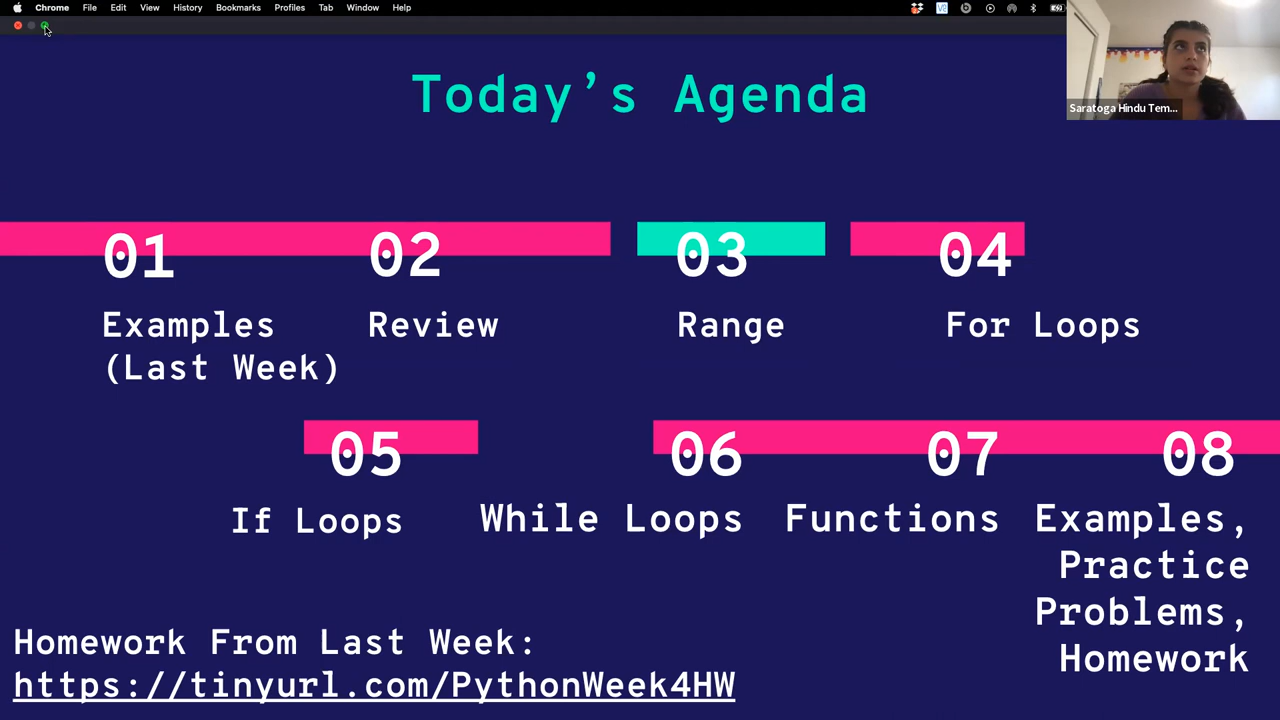 Chrome File Edit View History Bookmarks Profiles Tab Window Help
Saratoga Hindu Tem...
Today's Agenda
01 02 03 04
Examples Review Range For Loops
(Last Week)
05 06 07 08
If Loops While Loops Functions Examples,
Practice
Problems,
Homework
Homework From Last Week:
https://tinyurl.com/PythonWeek4HW